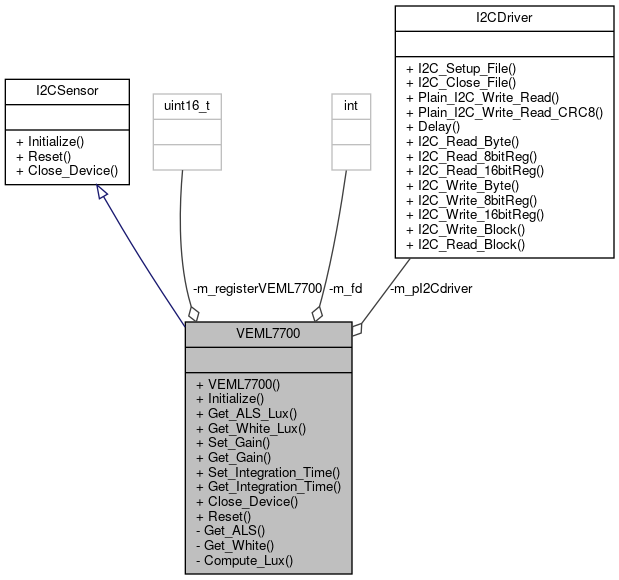 I2CDriver
+ I2C_Setup_File()
+ I2C_Close_File()
+ Plain_I2C_Write_Read()
+ Plain_I2C_Write_Read_CRC8()
+ Delay()
+ I2C_Read_Byte()
+ I2C_Read_8bitReg()
+ I2C_Read_16bitReg()
+ I2C_Write_Byte()
+ I2C_Write_8bitReg()
+ I2C_Write_16bitReg()
+ I2C_Write_Block()
+ I2C_Read_Block()
I2CSensor
+ Initialize()
+ Reset()
+ Close_Device()
uint16_t
int
-m_registerVEML7700
-m_fd
-m_pI2Cdriver
VEML7700
+ VEML7700()
+ Initialize()
+ Get_ALS_Lux()
+ Get_White_Lux()
+ Set_Gain()
+ Get_Gain()
+ Set_Integration_Time()
+ Get_Integration_Time()
+ Close_Device()
+ Reset()
- Get_ALS()
- Get_White()
- Compute_Lux()